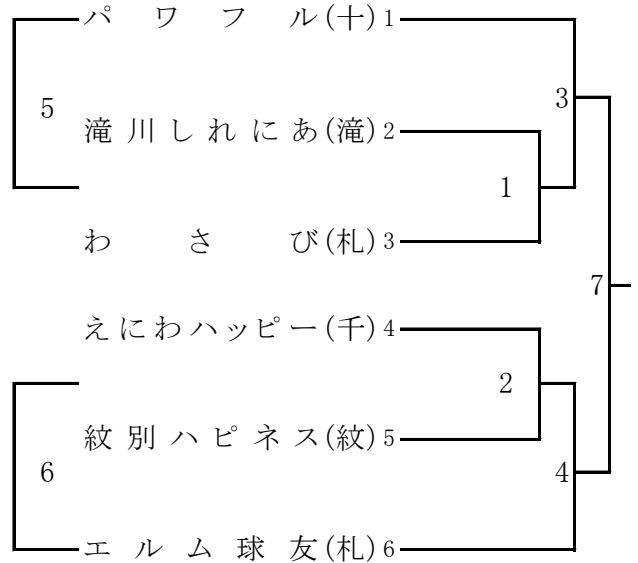 パワフル(十)1
3
5
滝川しれにあ(滝)2
1
わさび(札)3
7
えにわハッピー(千)4
2
紋別ハピネス(紋)5
6
4
エルム球友(札)6